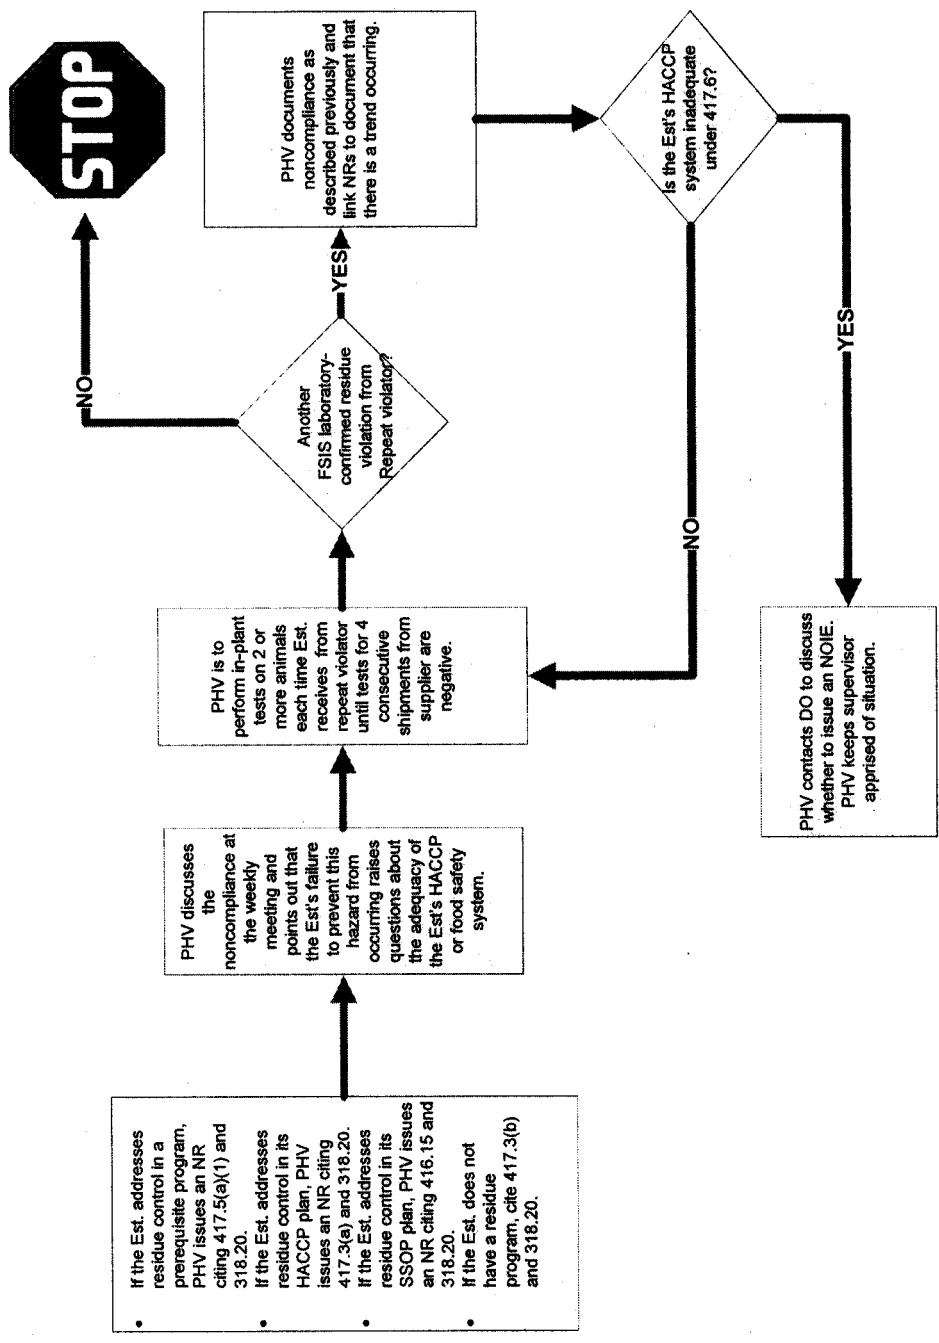 • If the Est. addresses
residue control in a
prerequisite program,
PHV issues an NR
citing 417.5(a)(1) and
318.20.
• If the Est. addresses
residue control in its
HACCP plan, PHV
issues an NR citing
417.3(a) and 318.20.
• If the Est. addresses
residue control in its
SSOP plan, PHV issues
an NR citing 416.15 and
318.20.
• If the Est. does not
have a residue
program, cite 417.3(b)
and 318.20.
PHV discusses
the
noncompliance at
the weekly
meeting and
points out that
the Est's failure
to prevent this
hazard from
occurring raises
questions about
the adequacy of
the Est's HACCP
or food safety
system.
PHV is to
perform in-plant
tests on 2 or
more animals
each time Est.
receives from
repeat violator
until tests for 4
consecutive
shipments from
supplier are
negative.
Another
FSIS laboratory-
confirmed residue
violation from
Repeat violator?
NO
STOP
YES
PHV documents
noncompliance as
described previously and
link NRs to document that
there is a trend occurring.
Is the Est's HACCP
system inadequate
under 417.6?
NO
YES
PHV contacts DO to discuss
whether to issue an NOIE.
PHV keeps supervisor
apprised of situation.